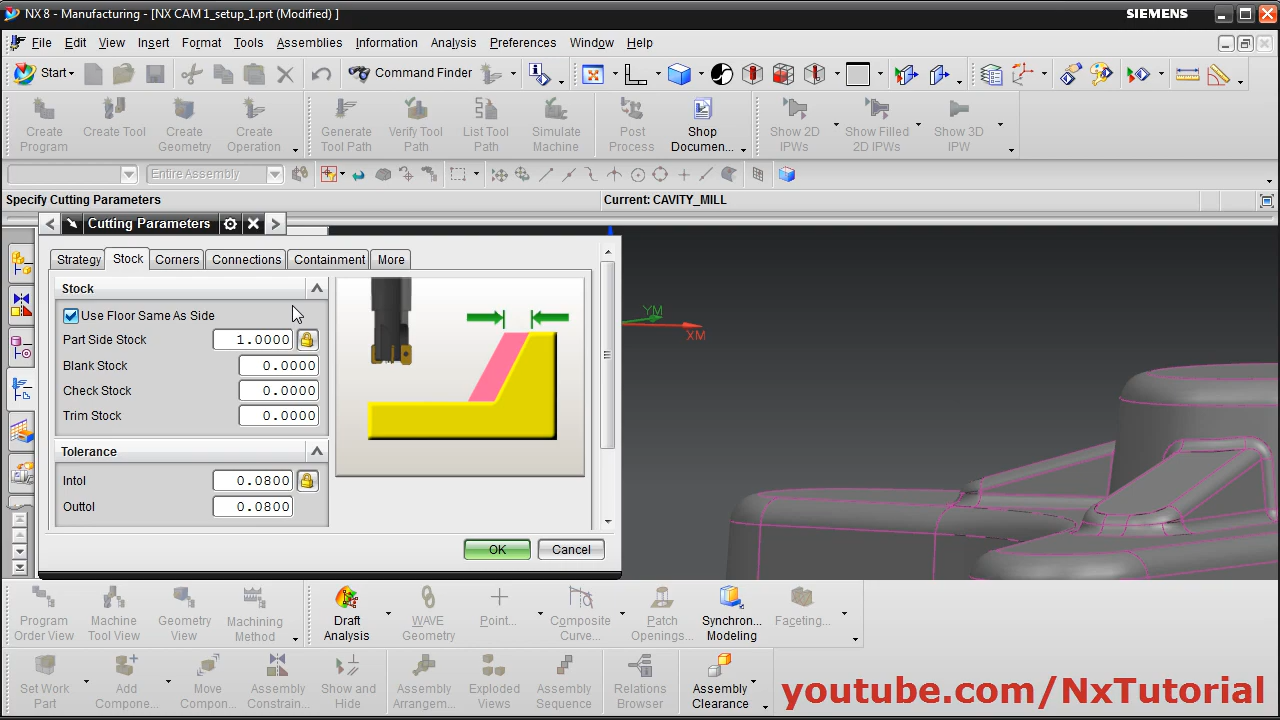 NX 8 - Manufacturing - [NX CAM 1_setup_1.prt (Modified) ]
SIEMENS
File Edit View Insert Format Tools Assemblies Information Analysis Preferences Window Help
Start Command Finder
Create Program
Create Tool
Create Geometry
Create Operation
Generate Tool Path
Verify Tool Path
List Tool Path
Simulate Machine
Post Process
Shop Documen...
Show 2D IPWs
Show Filled 2D IPWs
Show 3D IPW
Entire Assembly
Specify Cutting Parameters
Current: CAVITY_MILL
Cutting Parameters
Strategy Stock Corners Connections Containment More
Stock
Use Floor Same As Side
Part Side Stock 1.0000
Blank Stock 0.0000
Check Stock 0.0000
Trim Stock 0.0000
Tolerance
Intol 0.0800
Outtol 0.0800
OK Cancel
YM
XM
Program Order View
Machine Tool View
Geometry View
Machining Method
Draft Analysis
WAVE Geometry
Point...
Composite Curve...
Patch Openings...
Synchron... Modeling
Faceting...
Set Work Part
Add Compone...
Move Compon...
Assembly Constrain...
Show and Hide
Assembly Arrangem...
Exploded Views
Assembly Sequence
Relations Browser
Assembly Clearance
youtube.com/NxTutorial